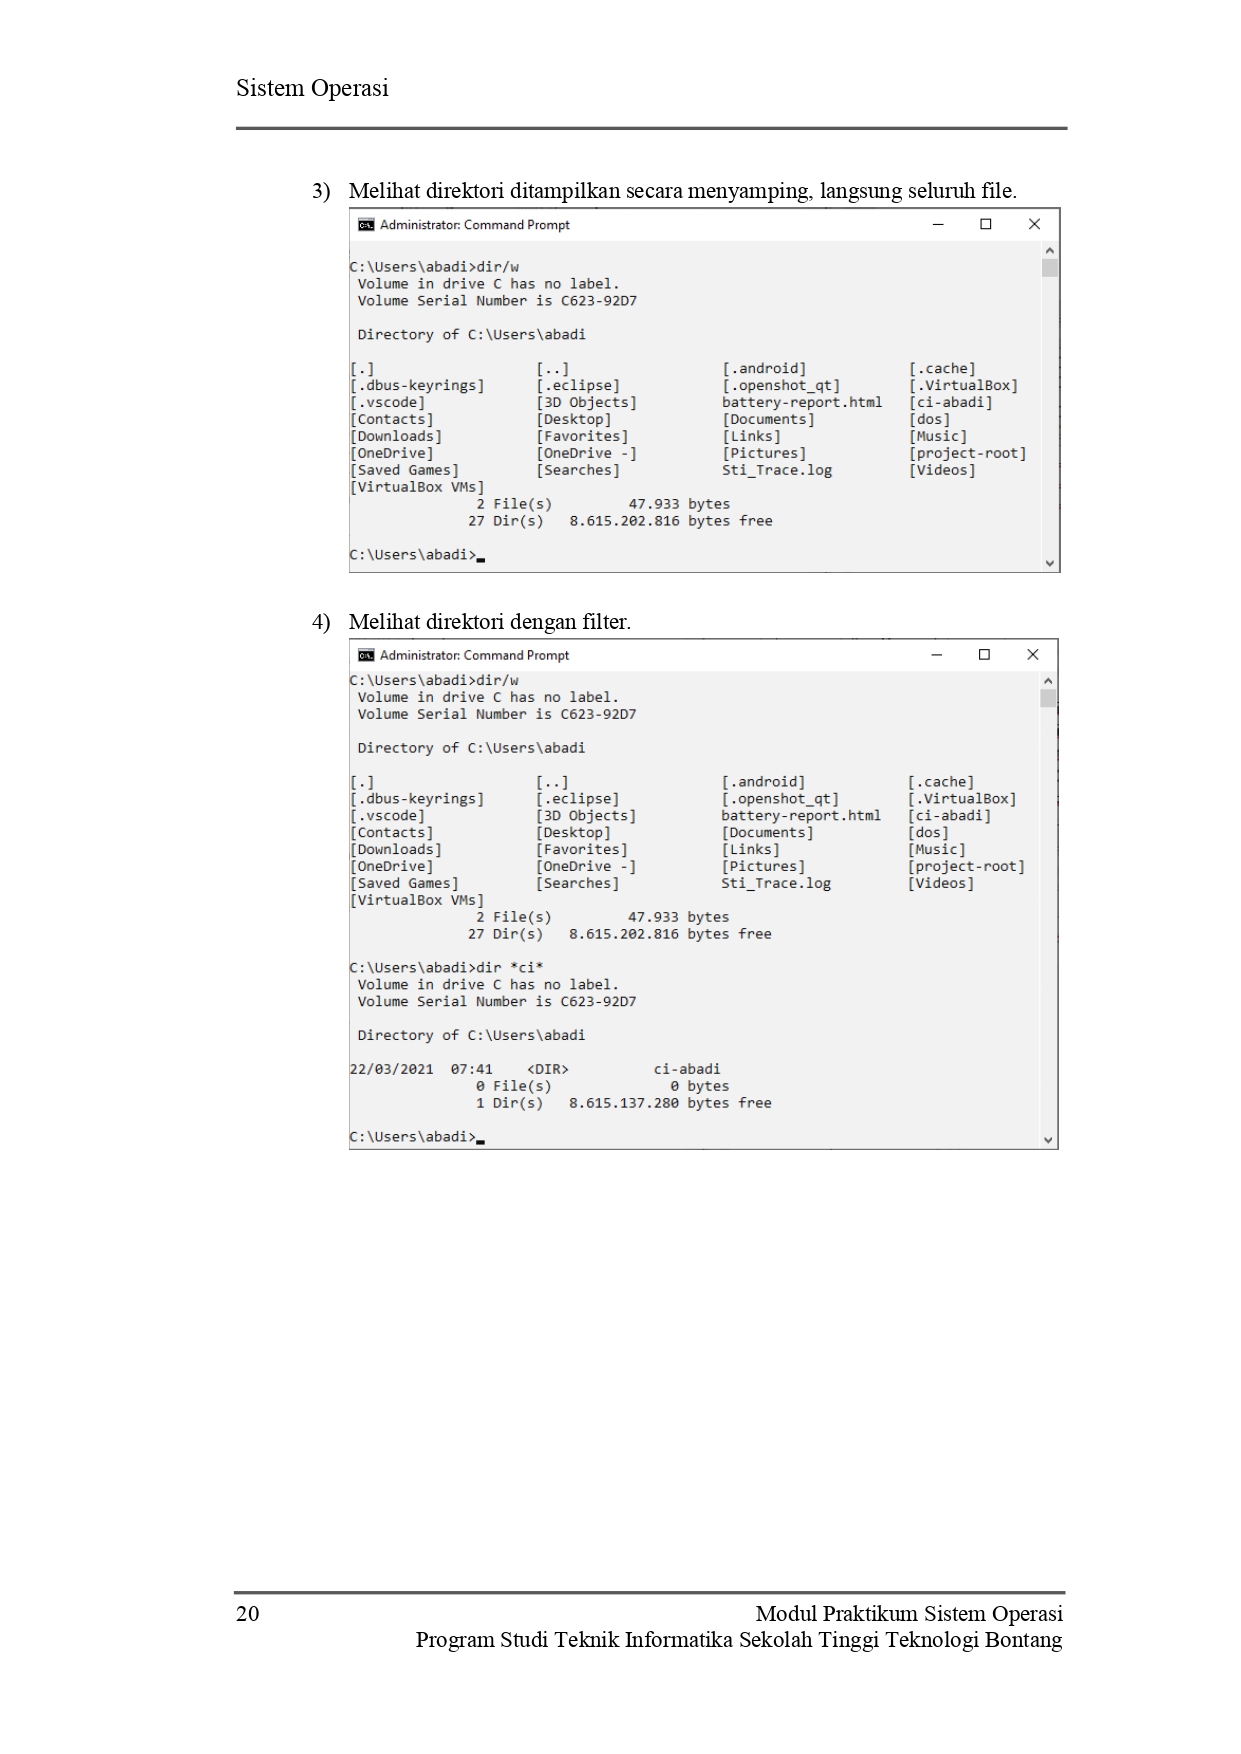 Sistem Operasi
3) Melihat direktori ditampilkan secara menyamping, langsung seluruh file.
Administrator: Command Prompt
C:\Users\abadi>dir/w
Volume in drive C has no label.
Volume Serial Number is C623-92D7
Directory of C:\Users\abadi
[.] [..] [.android] [.cache]
[.dbus-keyrings] [.eclipse] [.openshot_qt] [.VirtualBox]
[.vscode] [3D Objects] battery-report.html [ci-abadi]
[Contacts] [Desktop] [Documents] [dos]
[Downloads] [Favorites] [Links] [Music]
[OneDrive] [OneDrive -] [Pictures] [project-root]
[Saved Games] [Searches] Sti_Trace.log [Videos]
[VirtualBox VMs]
2 File(s) 47.933 bytes
27 Dir(s) 8.615.202.816 bytes free
C:\Users\abadi>
4) Melihat direktori dengan filter.
Administrator: Command Prompt
C:\Users\abadi>dir/w
Volume in drive C has no label.
Volume Serial Number is C623-92D7
Directory of C:\Users\abadi
[.] [..] [.android] [.cache]
[.dbus-keyrings] [.eclipse] [.openshot_qt] [.VirtualBox]
[.vscode] [3D Objects] battery-report.html [ci-abadi]
[Contacts] [Desktop] [Documents] [dos]
[Downloads] [Favorites] [Links] [Music]
[OneDrive] [OneDrive -] [Pictures] [project-root]
[Saved Games] [Searches] Sti_Trace.log [Videos]
[VirtualBox VMs]
2 File(s) 47.933 bytes
27 Dir(s) 8.615.202.816 bytes free
C:\Users\abadi>dir *ci*
Volume in drive C has no label.
Volume Serial Number is C623-92D7
Directory of C:\Users\abadi
22/03/2021 07:41 <DIR> ci-abadi
0 File(s) 0 bytes
1 Dir(s) 8.615.137.280 bytes free
C:\Users\abadi>
20 Modul Praktikum Sistem Operasi
Program Studi Teknik Informatika Sekolah Tinggi Teknologi Bontang